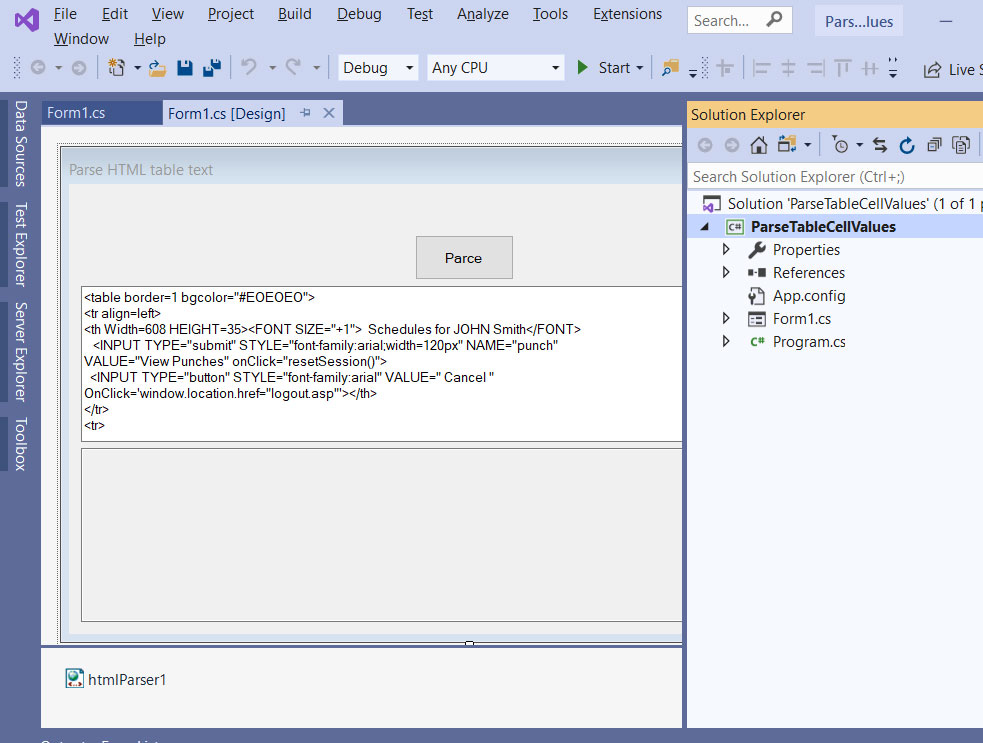 File Edit View Project Build Debug Test Analyze Tools Extensions Search... Pars...lues
Window Help
Debug Any CPU Start Live
Data Sources
Test Explorer
Server Explorer
Toolbox
Form1.cs Form1.cs [Design]
Parse HTML table text
Parce
<table border=1 bgcolor="#EOEOEO">
<tr align=left>
<th Width=608 HEIGHT=35><FONT SIZE="+1"> Schedules for JOHN Smith</FONT>
<INPUT TYPE="submit" STYLE="font-family:arial;width=120px" NAME="punch"
VALUE="View Punches" onClick="resetSession()">
<INPUT TYPE="button" STYLE="font-family:arial" VALUE=" Cancel "
OnClick='window.location.href="logout.asp"'></th>
</tr>
<tr>
htmlParser1
Solution Explorer
Search Solution Explorer (Ctrl+;)
Solution 'ParseTableCellValues' (1 of 1
C# ParseTableCellValues
Properties
References
App.config
Form1.cs
C# Program.cs